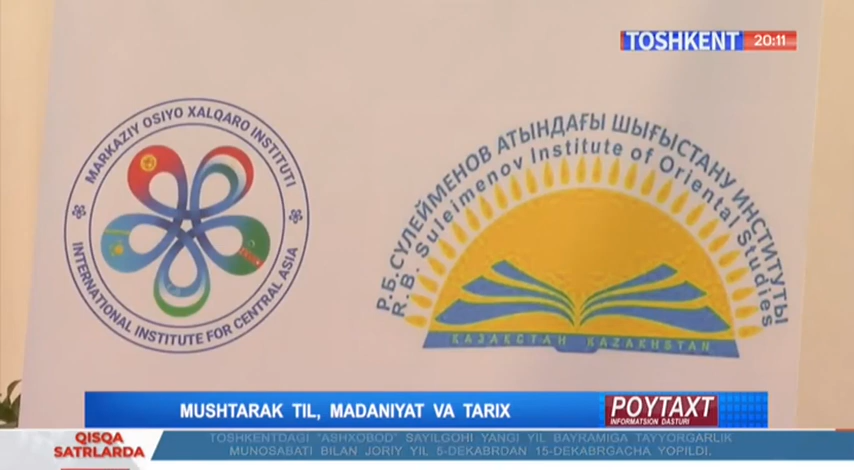 TOSHKENT 20:11
MARKAZIY OSIYO XALQARO INSTITUTI
INTERNATIONAL INSTITUTE FOR CENTRAL ASIA
Р.Б.СУЛЕЙМЕНОВ АТЫНДАҒЫ ШЫҒЫСТАНУ ИНСТИТУТЫ
R.B. Suleimenov Institute of Oriental Studies
ҚАЗАҚСТАН KAZAKHSTAN
MUSHTARAK TIL, MADANIYAT VA TARIX
POYTAXT
INFORMATSION DASTURI
QISQA
SATRLARDA
TOSHKENTDAGI "ASHXOBOD" SAYILGOHI YANGI YIL BAYRAMIGA TAYYORGARLIK
MUNOSABATI BILAN JORIY YIL 5-DEKABRDAN 15-DEKABRGACHA YOPILDI.